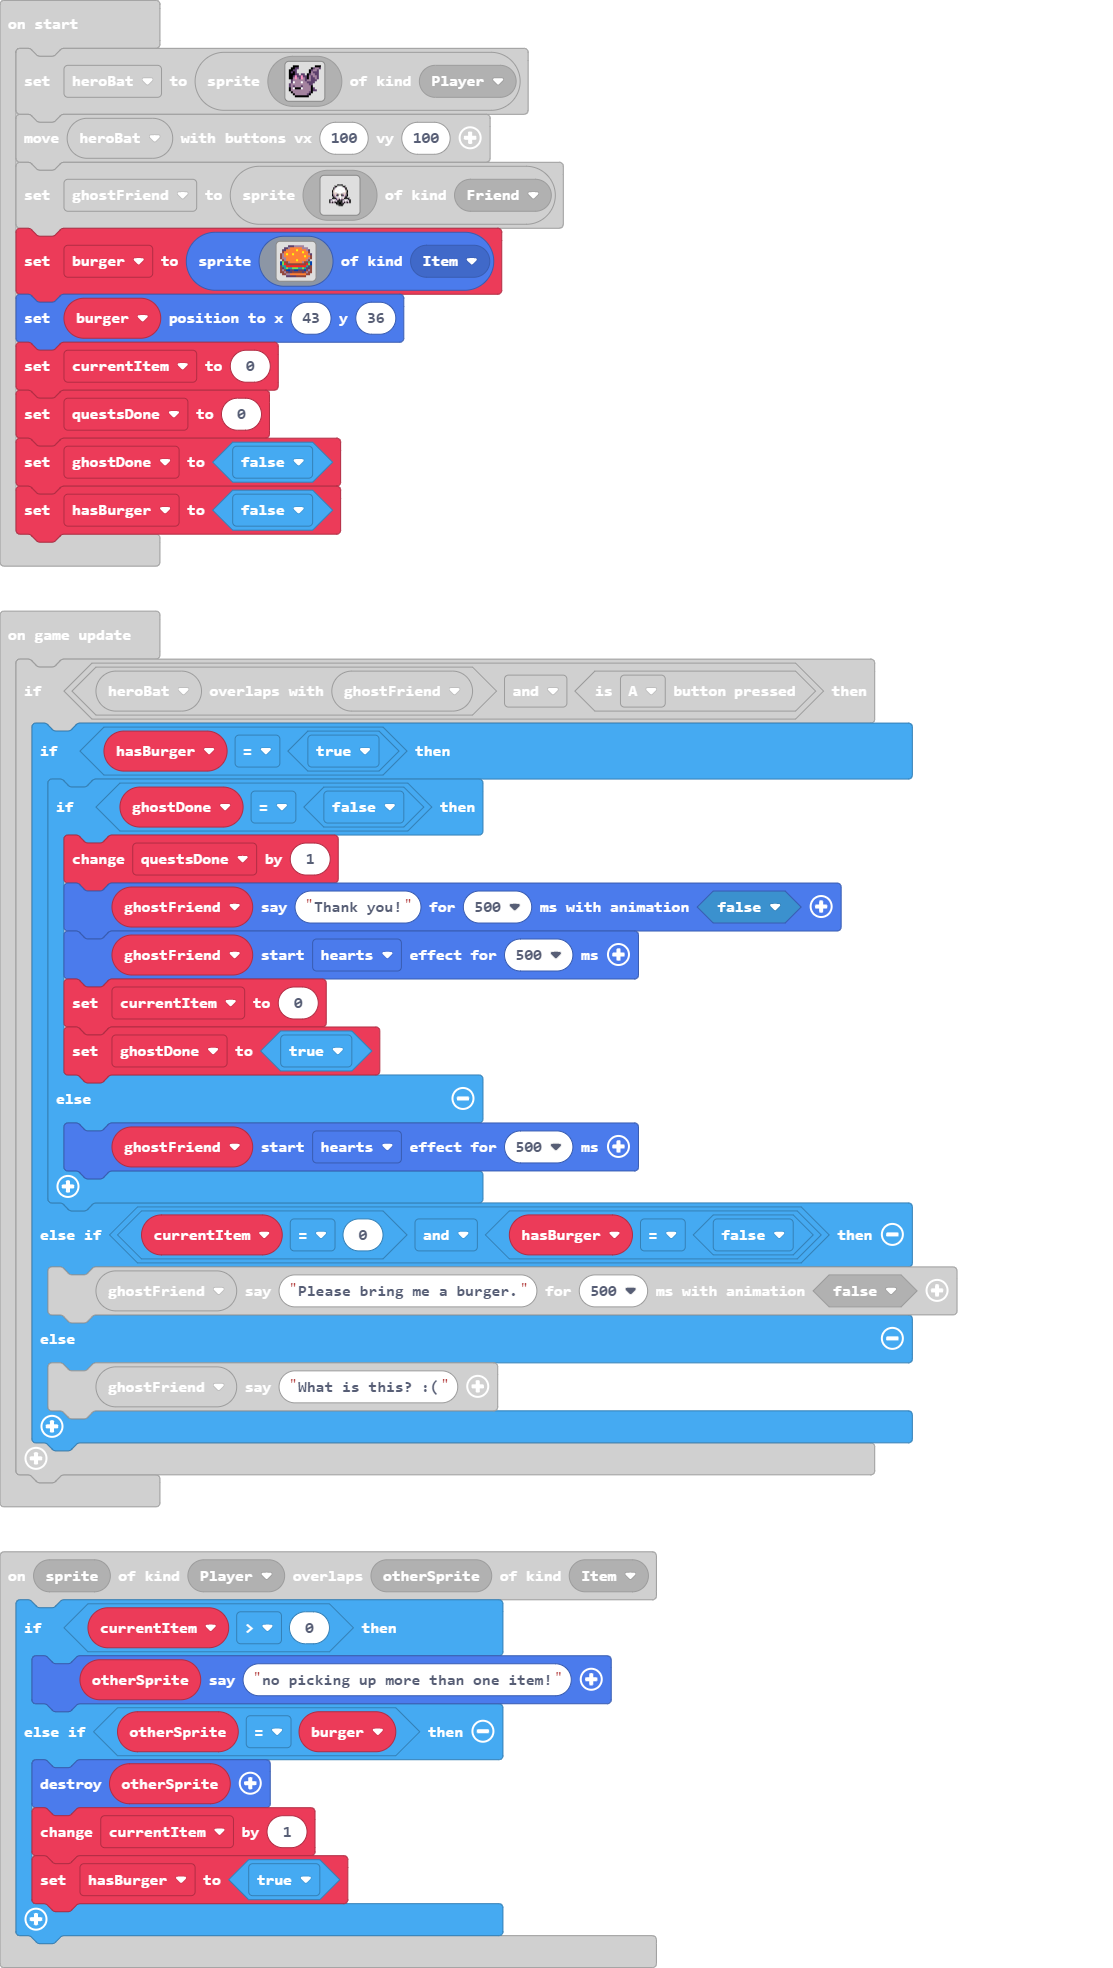 on start
set heroBat to sprite of kind Player
move heroBat with buttons vx 100 vy 100
set ghostFriend to sprite of kind Friend
set burger to sprite of kind Item
set burger position to x 43 y 36
set currentItem to 0
set questsDone to 0
set ghostDone to false
set hasBurger to false
on game update
if heroBat overlaps with ghostFriend and is A button pressed then
if hasBurger = true then
if ghostDone = false then
change questsDone by 1
ghostFriend say "Thank you!" for 500 ms with animation false
ghostFriend start hearts effect for 500 ms
set currentItem to 0
set ghostDone to true
else
ghostFriend start hearts effect for 500 ms
else if currentItem = 0 and hasBurger = false then
ghostFriend say "Please bring me a burger." for 500 ms with animation false
else
ghostFriend say "What is this? :("
on sprite of kind Player overlaps otherSprite of kind Item
if currentItem > 0 then
otherSprite say "no picking up more than one item!"
else if otherSprite = burger then
destroy otherSprite
change currentItem by 1
set hasBurger to true